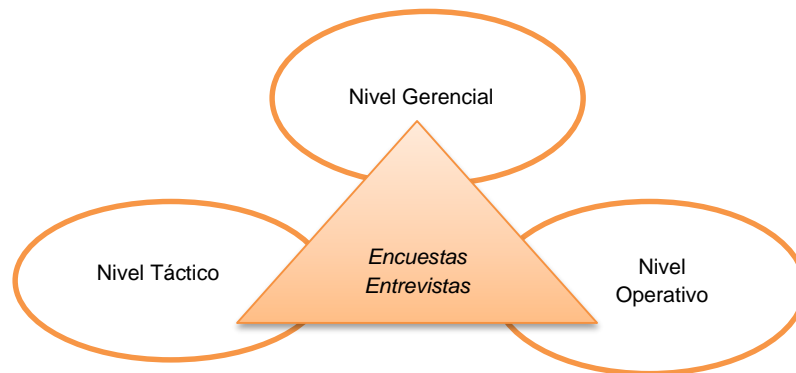 Nivel Gerencial
Nivel Táctico
Encuestas
Entrevistas
Nivel
Operativo